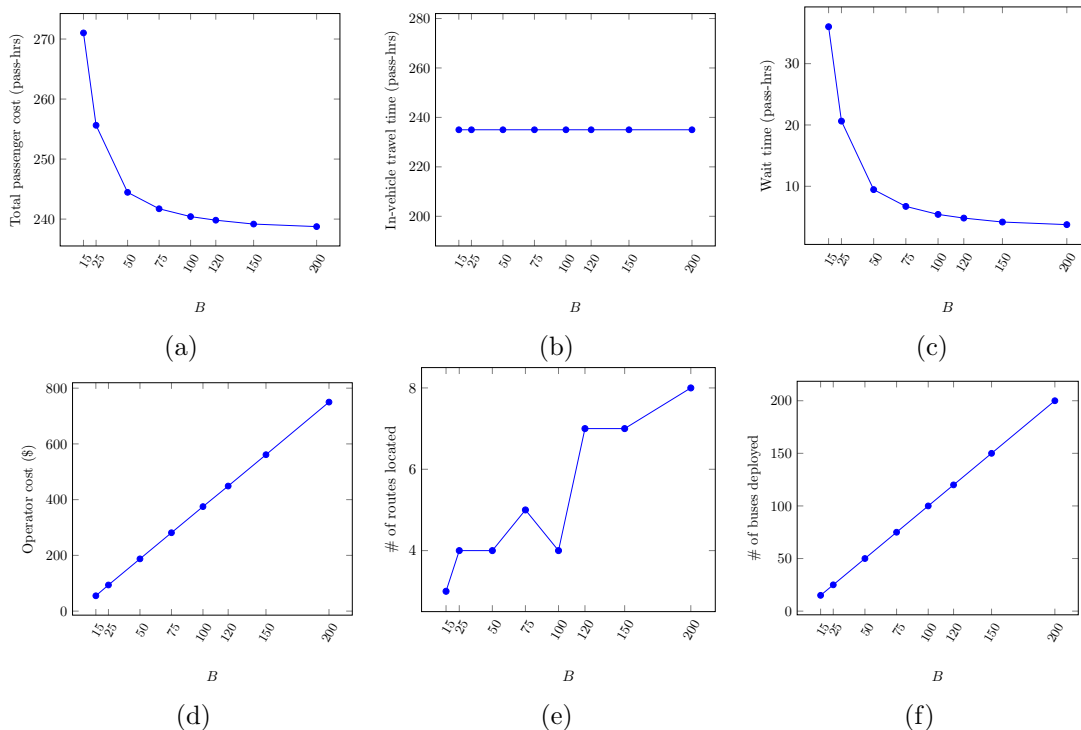 Total passenger cost (pass-hrs)
270
260
250
240
15 25 50 75 100 120 150 200
B
(a)
In-vehicle travel time (pass-hrs)
280
260
240
220
200
15 25 50 75 100 120 150 200
B
(b)
Wait time (pass-hrs)
30
20
10
15 25 50 75 100 120 150 200
B
(c)
Operator cost ($)
800
600
400
200
0
15 25 50 75 100 120 150 200
B
(d)
# of routes located
8
6
4
15 25 50 75 100 120 150 200
B
(e)
# of buses deployed
200
150
100
50
0
15 25 50 75 100 120 150 200
B
(f)